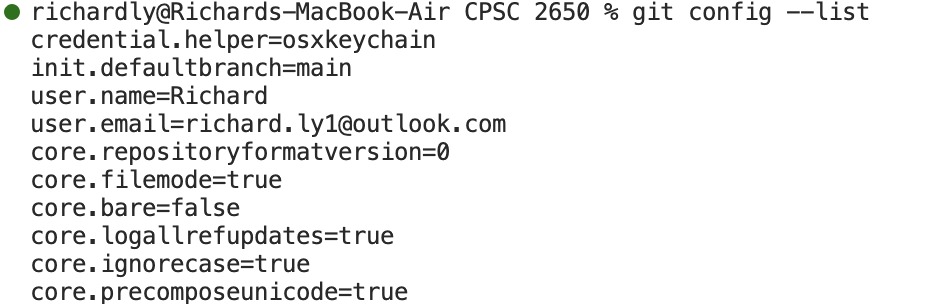 richardly@Richards-MacBook-Air CPSC 2650 % git config --list
credential.helper=osxkeychain
init.defaultbranch=main
user.name=Richard
user.email=richard.ly1@outlook.com
core.repositoryformatversion=0
core.filemode=true
core.bare=false
core.logallrefupdates=true
core.ignorecase=true
core.precomposeunicode=true